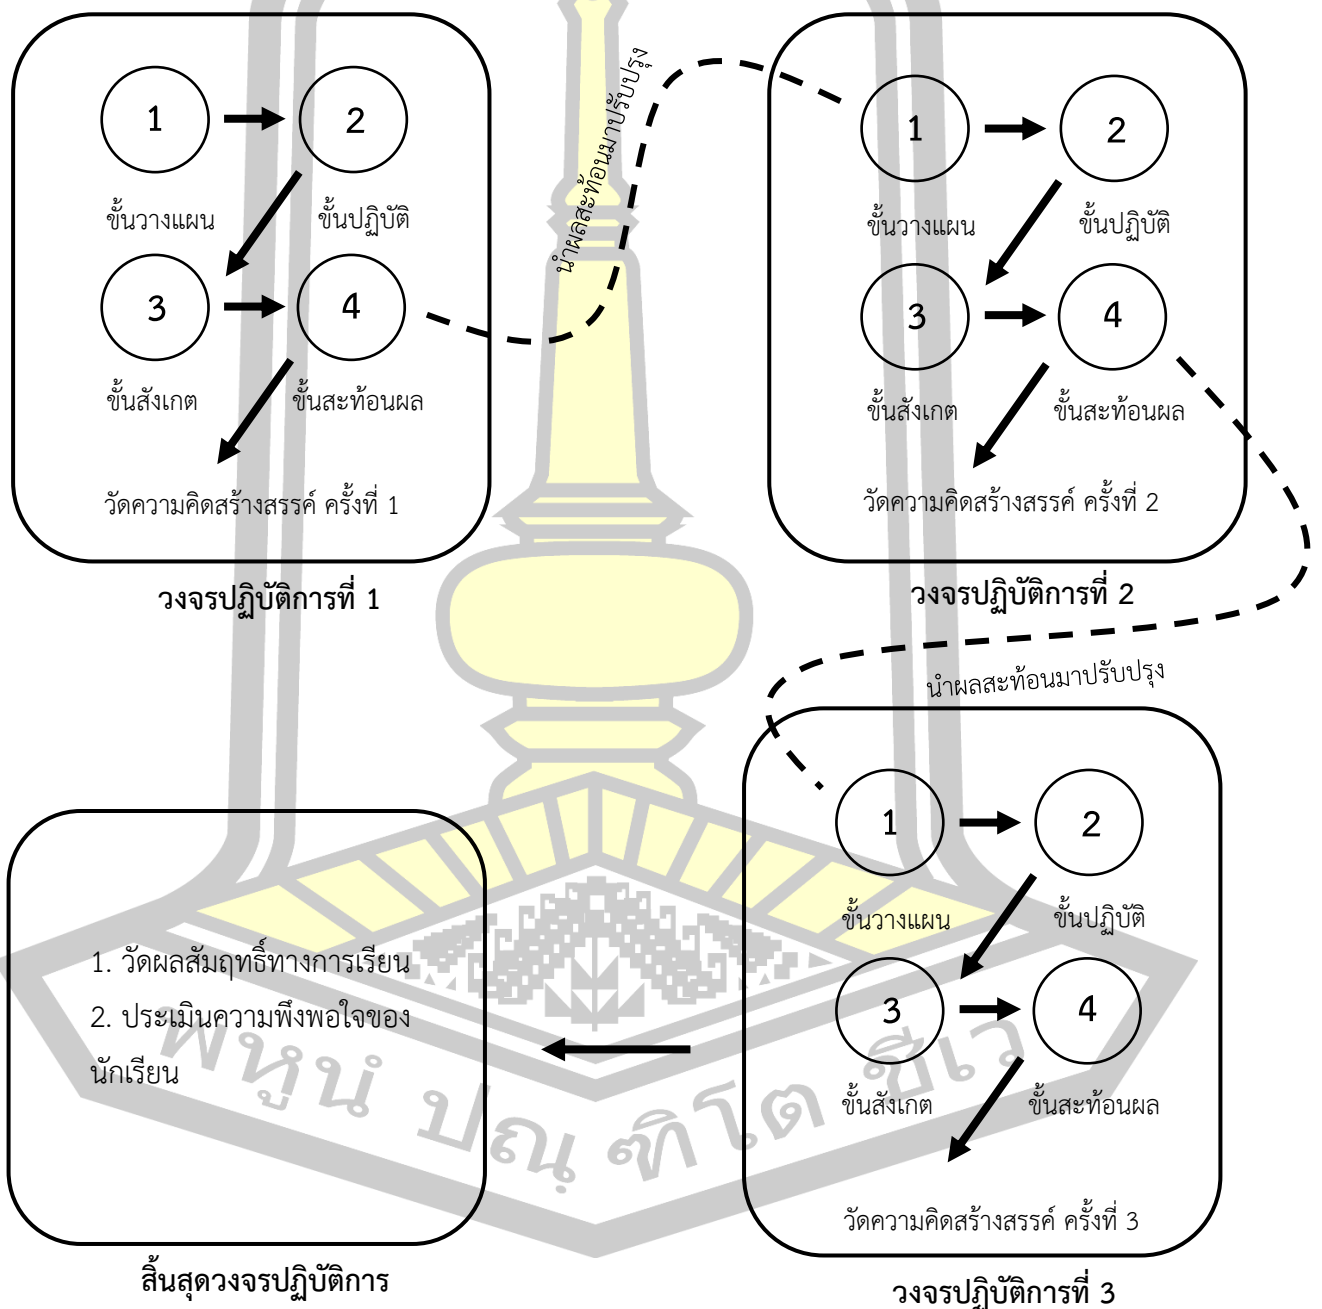 1
2
ขั้นวางแผน
ขั้นปฏิบัติ
3
4
ขั้นสังเกต
ขั้นสะท้อนผล
วัดความคิดสร้างสรรค์ ครั้งที่ 1
วงจรปฏิบัติการที่ 1
นำผลสะท้อนมาปรับปรุง
1
2
ขั้นวางแผน
ขั้นปฏิบัติ
3
4
ขั้นสังเกต
ขั้นสะท้อนผล
วัดความคิดสร้างสรรค์ ครั้งที่ 2
วงจรปฏิบัติการที่ 2
นำผลสะท้อนมาปรับปรุง
1
2
ขั้นวางแผน
ขั้นปฏิบัติ
3
4
ขั้นสังเกต
ขั้นสะท้อนผล
วัดความคิดสร้างสรรค์ ครั้งที่ 3
วงจรปฏิบัติการที่ 3
1. วัดผลสัมฤทธิ์ทางการเรียน
2. ประเมินความพึงพอใจของ
นักเรียน
สิ้นสุดวงจรปฏิบัติการ
พหูนํ ปณฺฑิโต ชีเว